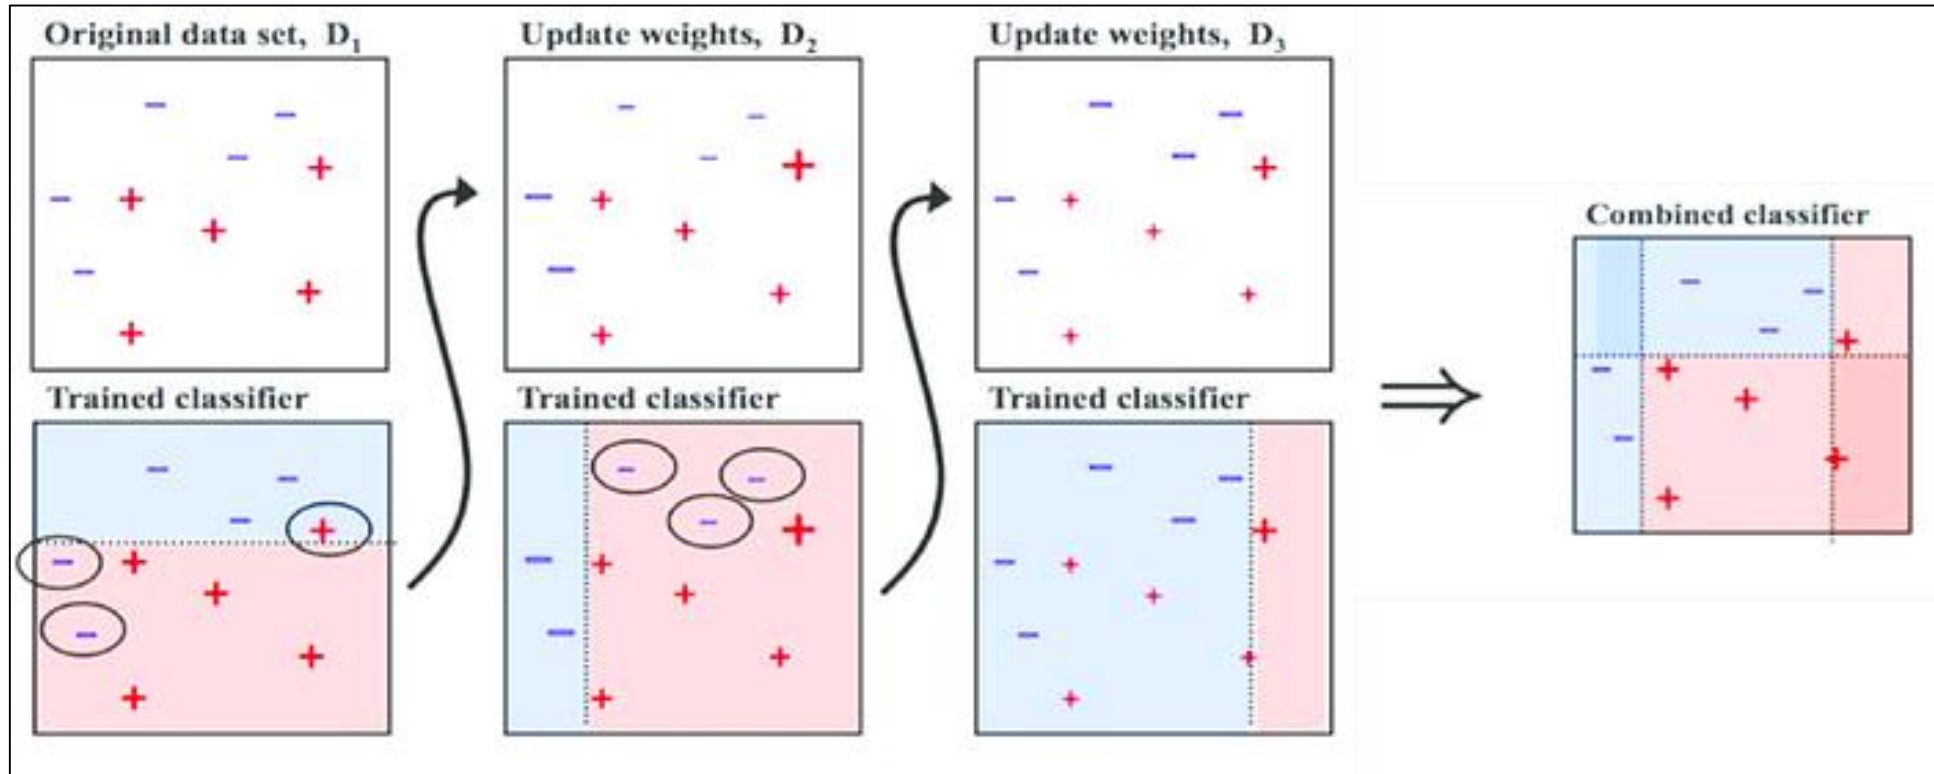 Original data set, D₁
Update weights, D₂
Update weights, D₃
Combined classifier
Trained classifier
Trained classifier
Trained classifier